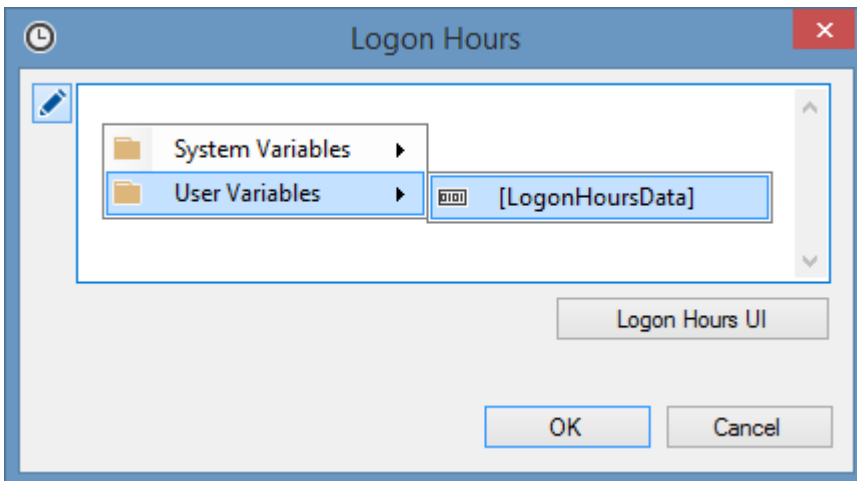 Logon Hours
System Variables
User Variables
[LogonHoursData]
Logon Hours UI
OK
Cancel